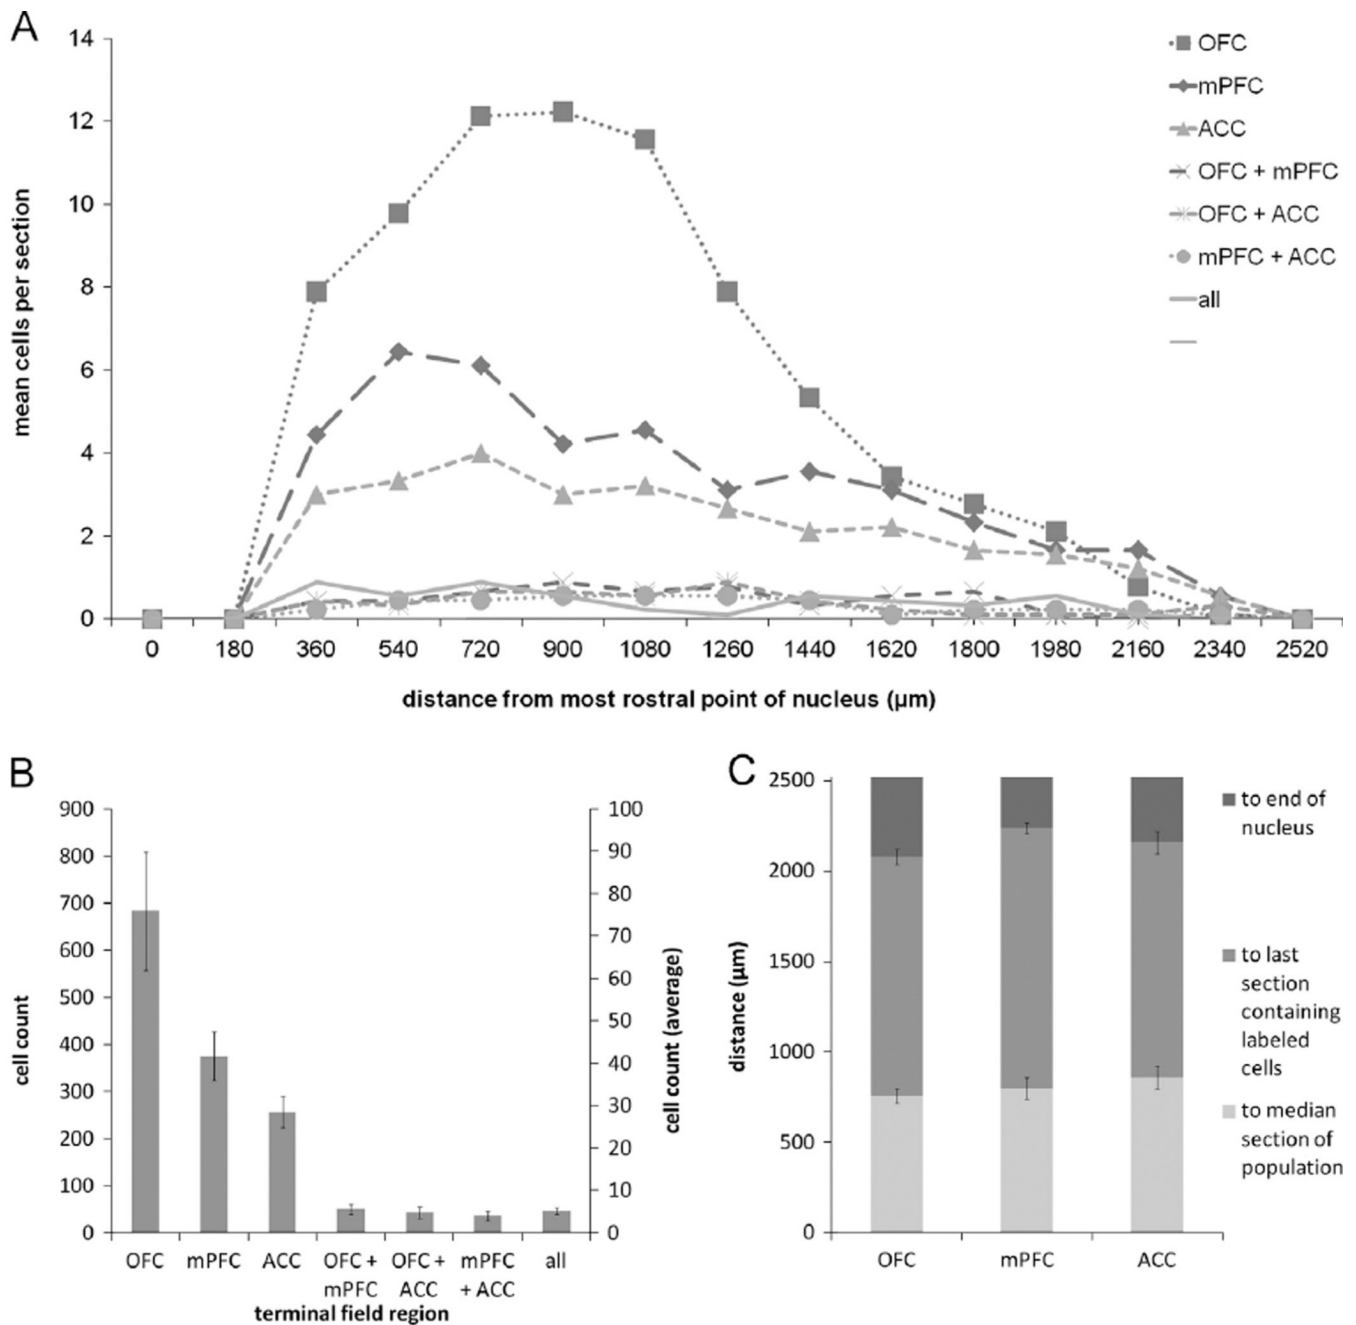 A
14
12
10
8
6
4
2
0
mean cells per section
0 180 360 540 720 900 1080 1260 1440 1620 1800 1980 2160 2340 2520
distance from most rostral point of nucleus (µm)
OFC
mPFC
ACC
OFC + mPFC
OFC + ACC
mPFC + ACC
all
B
900
800
700
600
500
400
300
200
100
0
cell count
100
90
80
70
60
50
40
30
20
10
0
cell count (average)
OFC mPFC ACC OFC + OFC + mPFC all
mPFC ACC + ACC
terminal field region
C
2500
2000
1500
1000
500
0
distance (µm)
OFC mPFC ACC
to end of
nucleus
to last
section
containing
labeled
cells
to median
section of
population